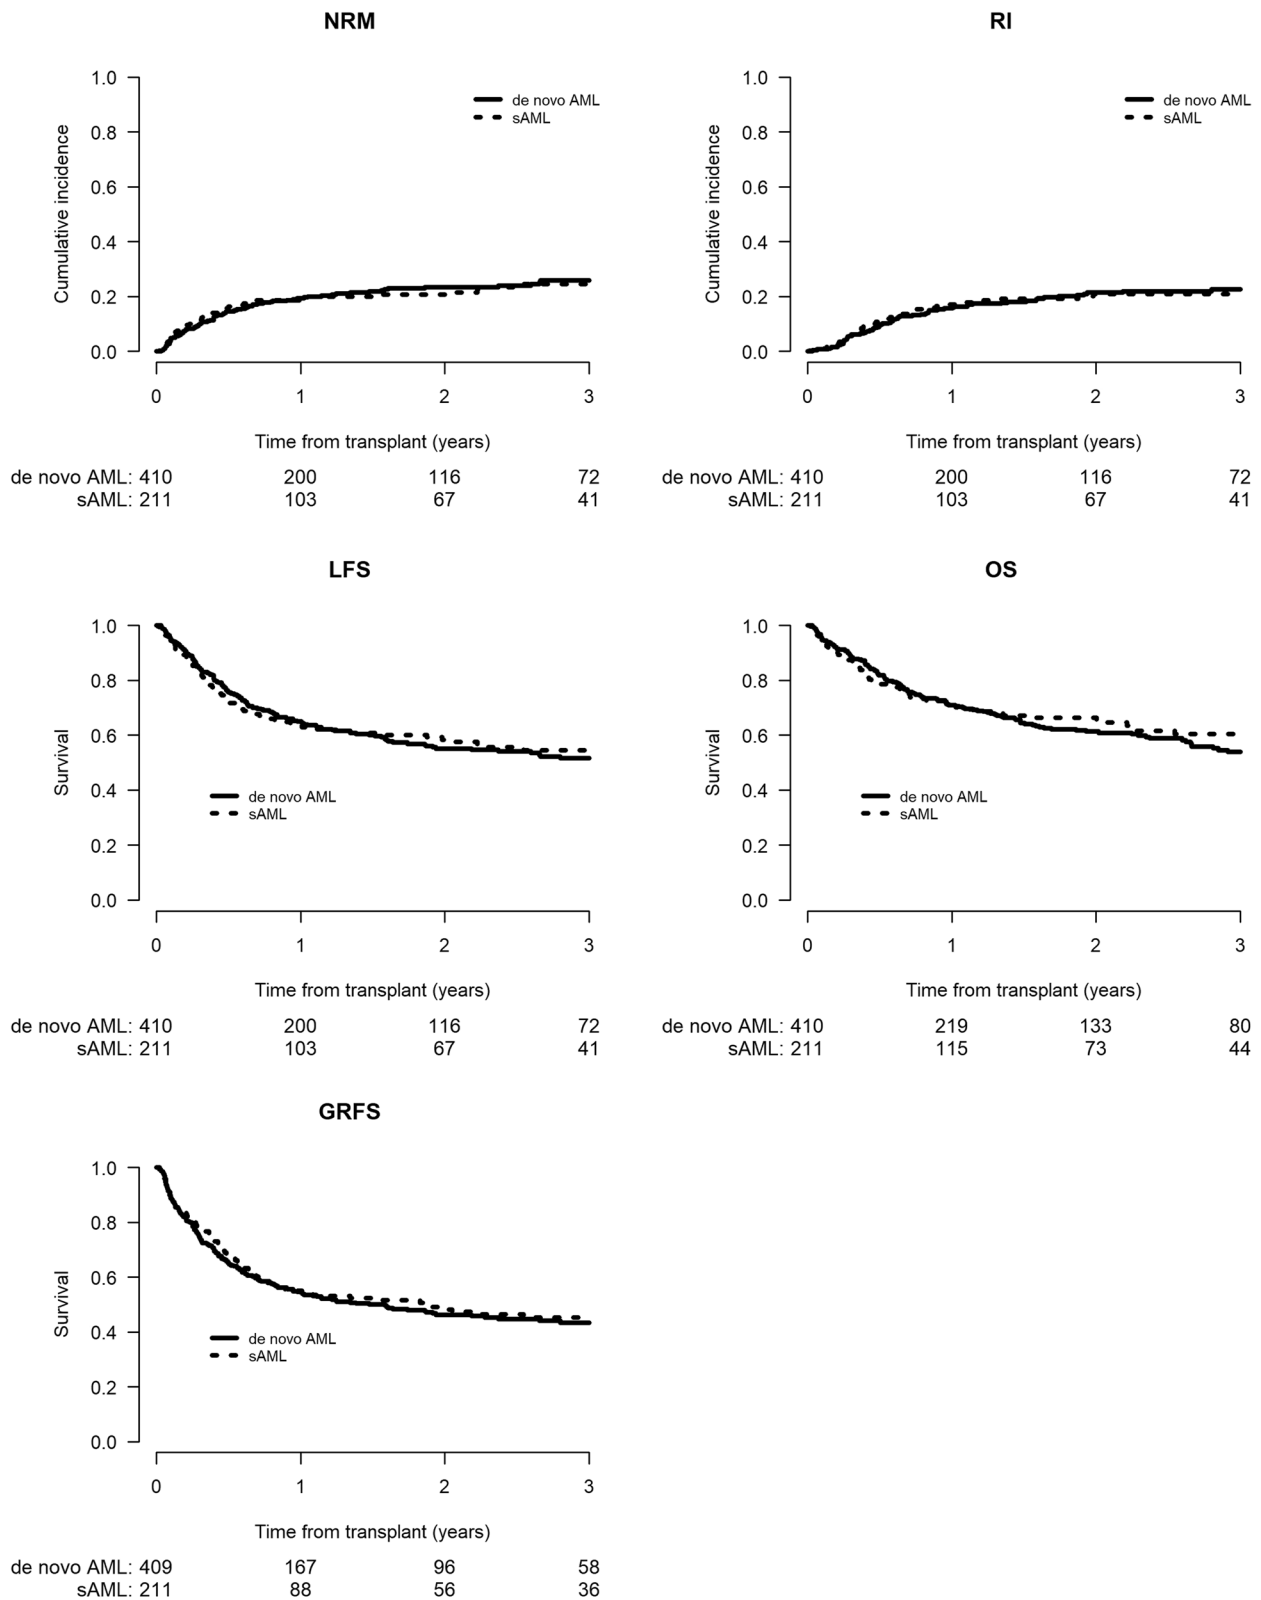 NRM
1.0
0.8
0.6
0.4
0.2
0.0
Cumulative incidence
de novo AML
sAML
0 1 2 3
Time from transplant (years)
de novo AML: 410 200 116 72
sAML: 211 103 67 41
RI
1.0
0.8
0.6
0.4
0.2
0.0
Cumulative incidence
de novo AML
sAML
0 1 2 3
Time from transplant (years)
de novo AML: 410 200 116 72
sAML: 211 103 67 41
LFS
1.0
0.8
0.6
0.4
0.2
0.0
Survival
de novo AML
sAML
0 1 2 3
Time from transplant (years)
de novo AML: 410 200 116 72
sAML: 211 103 67 41
OS
1.0
0.8
0.6
0.4
0.2
0.0
Survival
de novo AML
sAML
0 1 2 3
Time from transplant (years)
de novo AML: 410 219 133 80
sAML: 211 115 73 44
GRFS
1.0
0.8
0.6
0.4
0.2
0.0
Survival
de novo AML
sAML
0 1 2 3
Time from transplant (years)
de novo AML: 409 167 96 58
sAML: 211 88 56 36